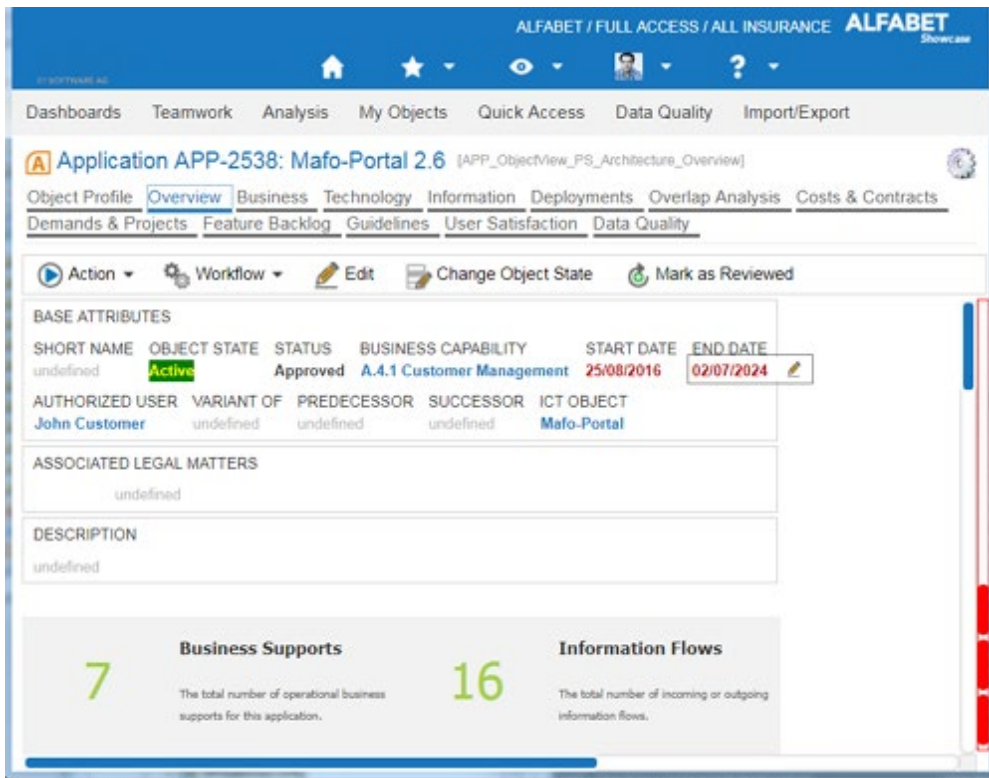 ALFABET / FULL ACCESS / ALL INSURANCE ALFABET
Showcase
Dashboards Teamwork Analysis My Objects Quick Access Data Quality Import/Export
A Application APP-2538: Mafo-Portal 2.6 [APP_ObjectView_PS_Architecture_Overview]
Object Profile Overview Business Technology Information Deployments Overlap Analysis Costs & Contracts
Demands & Projects Feature Backlog Guidelines User Satisfaction Data Quality
Action Workflow Edit Change Object State Mark as Reviewed
BASE ATTRIBUTES
SHORT NAME OBJECT STATE STATUS BUSINESS CAPABILITY START DATE END DATE
undefined Active Approved A.4.1 Customer Management 25/08/2016 02/07/2024
AUTHORIZED USER VARIANT OF PREDECESSOR SUCCESSOR ICT OBJECT
John Customer undefined undefined undefined Mafo-Portal
ASSOCIATED LEGAL MATTERS
undefined
DESCRIPTION
undefined
7 Business Supports
The total number of operational business
supports for this application.
16 Information Flows
The total number of incoming or outgoing
information flows.